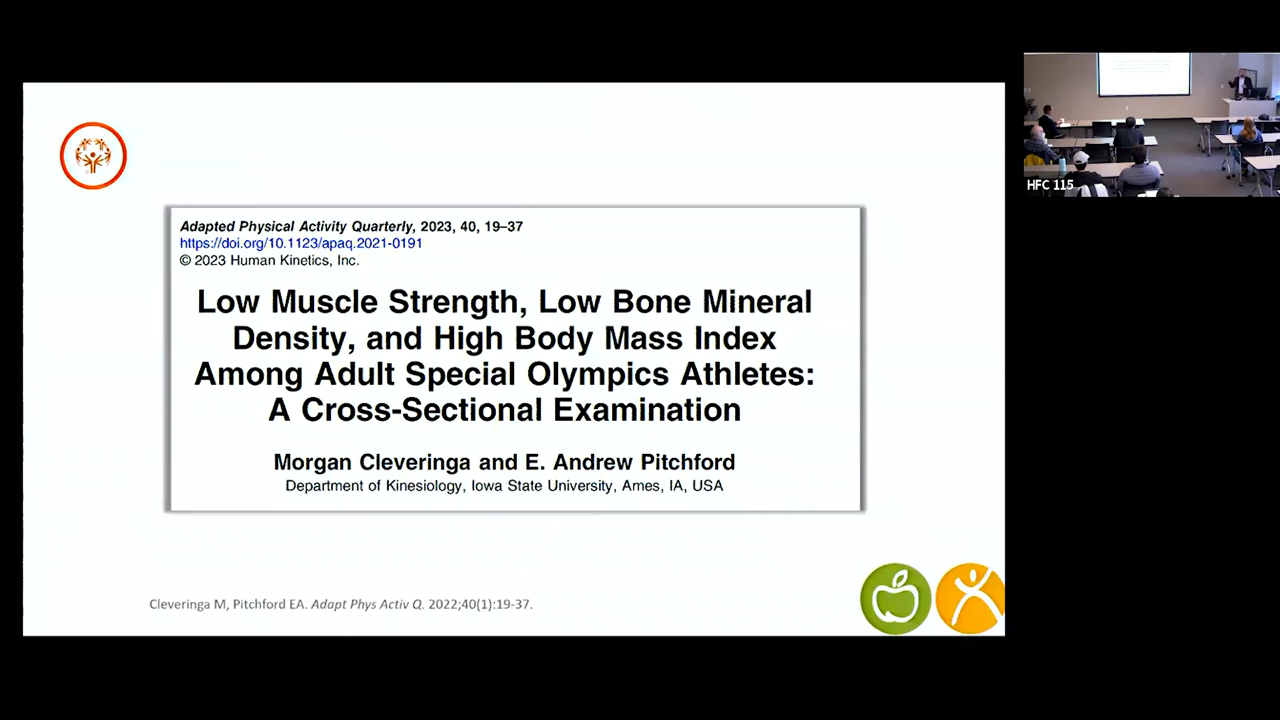 Adapted Physical Activity Quarterly, 2023, 40, 19–37
https://doi.org/10.1123/apaq.2021-0191
© 2023 Human Kinetics, Inc.
Low Muscle Strength, Low Bone Mineral
Density, and High Body Mass Index
Among Adult Special Olympics Athletes:
A Cross-Sectional Examination
Morgan Cleveringa and E. Andrew Pitchford
Department of Kinesiology, Iowa State University, Ames, IA, USA
Cleveringa M, Pitchford EA. Adapt Phys Activ Q. 2022;40(1):19-37.
HFC 115